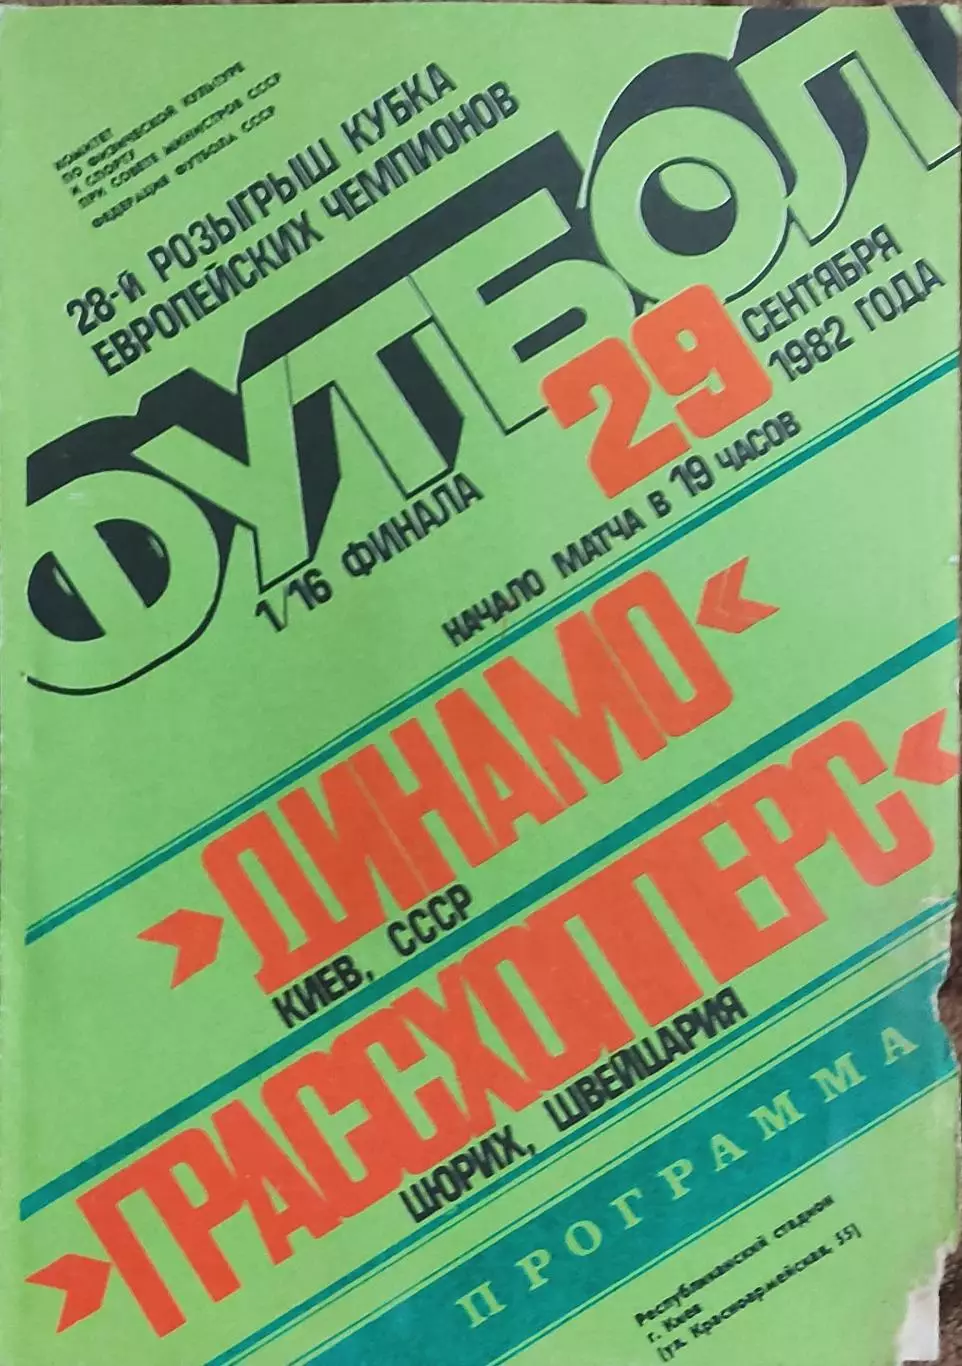 КОМИТЕТ
ПО ФИЗИЧЕСКОЙ КУЛЬТУРЕ
И СПОРТУ
ПРИ СОВЕТЕ МИНИСТРОВ СССР
ФЕДЕРАЦИЯ ФУТБОЛА СССР
28-й РОЗЫГРЫШ КУБКА
ЕВРОПЕЙСКИХ ЧЕМПИОНОВ
ФУТБОЛ
1/16 ФИНАЛА
29
СЕНТЯБРЯ
1982 ГОДА
НАЧАЛО МАТЧА В 19 ЧАСОВ
»ДИНАМО«
КИЕВ, СССР
»ГРАССХОППЕРС«
ЦЮРИХ, ШВЕЙЦАРИЯ
ПРОГРАММА
Республиканский стадион
г. Киев
(ул. Красноармейская, 55)